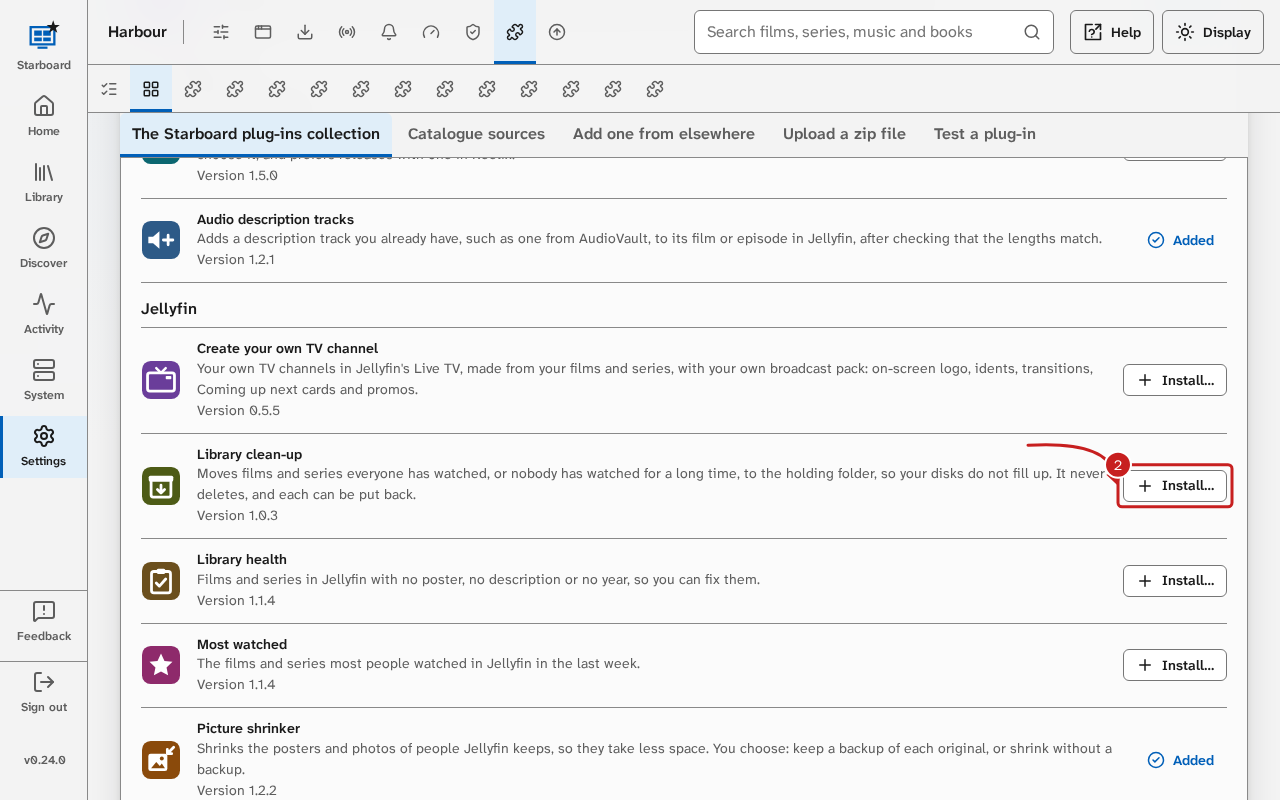 Starboard
Harbour
Search films, series, music and books
Help
Display
Home
Library
Discover
Activity
System
Settings
Feedback
Sign out
v0.24.0
The Starboard plug-ins collection
Catalogue sources
Add one from elsewhere
Upload a zip file
Test a plug-in
Version 1.5.0
Audio description tracks
Adds a description track you already have, such as one from AudioVault, to its film or episode in Jellyfin, after checking that the lengths match.
Version 1.2.1
Added
Jellyfin
Create your own TV channel
Your own TV channels in Jellyfin's Live TV, made from your films and series, with your own broadcast pack: on-screen logo, idents, transitions,
Coming up next cards and promos.
Version 0.5.5
Install...
Library clean-up
Moves films and series everyone has watched, or nobody has watched for a long time, to the holding folder, so your disks do not fill up. It never
deletes, and each can be put back.
Version 1.0.3
2
Install...
Library health
Films and series in Jellyfin with no poster, no description or no year, so you can fix them.
Version 1.1.4
Install...
Most watched
The films and series most people watched in Jellyfin in the last week.
Version 1.1.4
Install...
Picture shrinker
Shrinks the posters and photos of people Jellyfin keeps, so they take less space. You choose: keep a backup of each original, or shrink without a
backup.
Version 1.2.2
Added